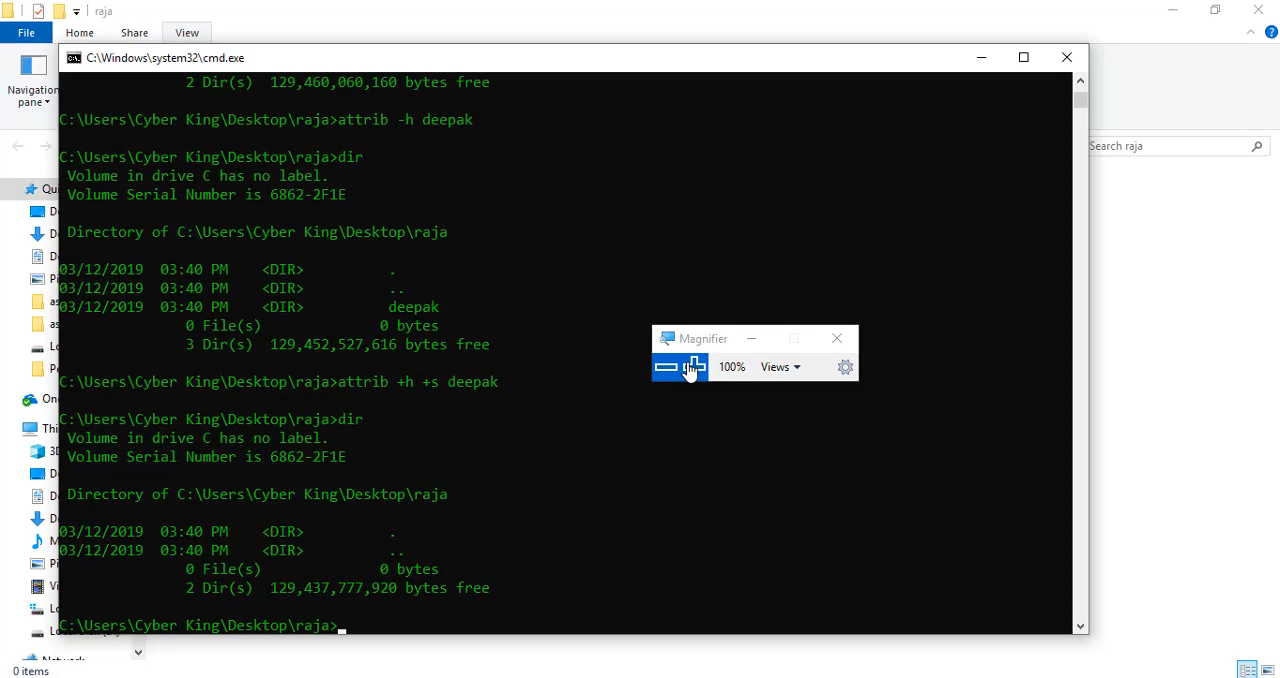 raja
File Home Share View
C:\Windows\system32\cmd.exe
Navigation
pane
2 Dir(s) 129,460,060,160 bytes free
C:\Users\Cyber King\Desktop\raja>attrib -h deepak
C:\Users\Cyber King\Desktop\raja>dir
Volume in drive C has no label.
Volume Serial Number is 6862-2F1E
Directory of C:\Users\Cyber King\Desktop\raja
03/12/2019 03:40 PM <DIR> .
03/12/2019 03:40 PM <DIR> ..
03/12/2019 03:40 PM <DIR> deepak
0 File(s) 0 bytes
3 Dir(s) 129,452,527,616 bytes free
C:\Users\Cyber King\Desktop\raja>attrib +h +s deepak
C:\Users\Cyber King\Desktop\raja>dir
Volume in drive C has no label.
Volume Serial Number is 6862-2F1E
Directory of C:\Users\Cyber King\Desktop\raja
03/12/2019 03:40 PM <DIR> .
03/12/2019 03:40 PM <DIR> ..
0 File(s) 0 bytes
2 Dir(s) 129,437,777,920 bytes free
C:\Users\Cyber King\Desktop\raja>
Magnifier
100% Views
Search raja
0 items